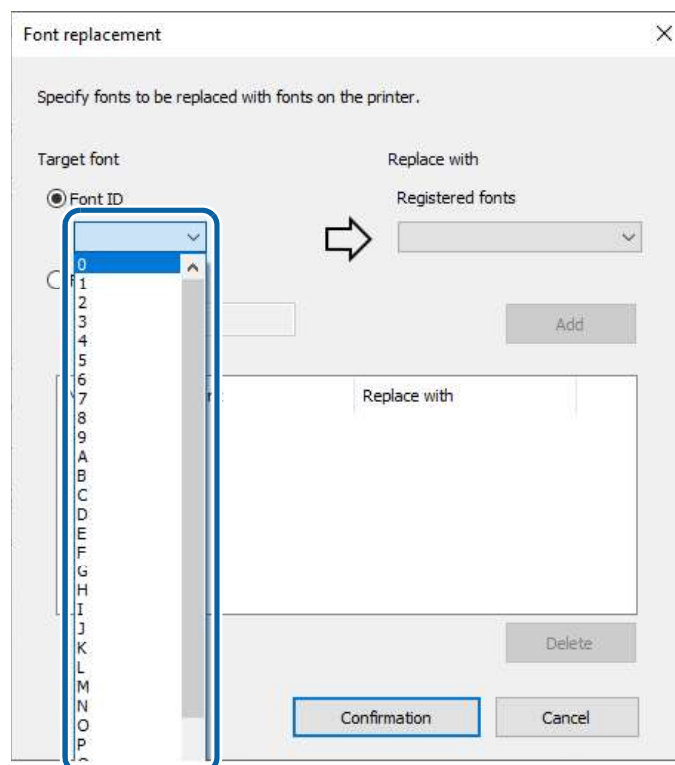 Font replacement
Specify fonts to be replaced with fonts on the printer.
Target font
Replace with
Font ID
Registered fonts
0
1
2
3
4
5
6
7
8
9
A
B
C
D
E
F
G
H
I
J
K
L
M
N
O
P
Add
Replace with
Delete
Confirmation
Cancel